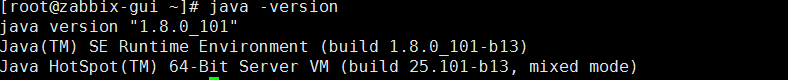 [root@zabbix-gui ~]# java -version
java version "1.8.0_101"
Java(TM) SE Runtime Environment (build 1.8.0_101-b13)
Java HotSpot(TM) 64-Bit Server VM (build 25.101-b13, mixed mode)